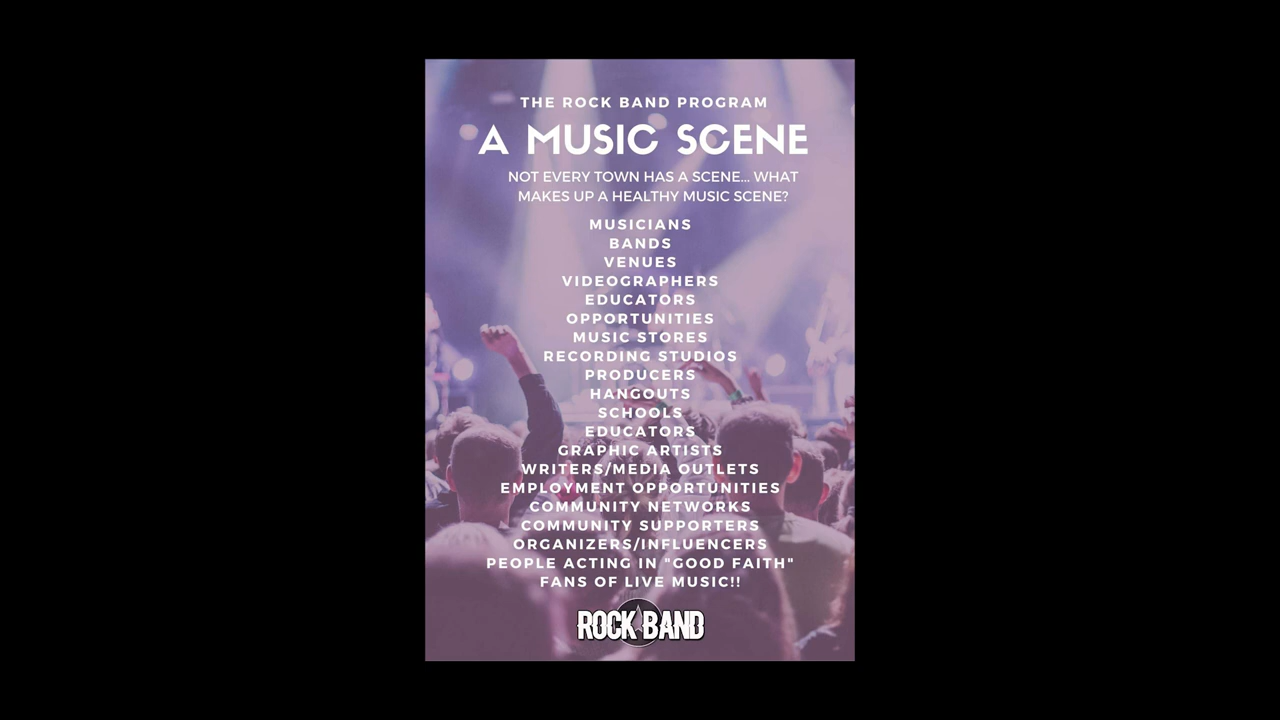 THE ROCK BAND PROGRAM
A MUSIC SCENE
NOT EVERY TOWN HAS A SCENE... WHAT
MAKES UP A HEALTHY MUSIC SCENE?
MUSICIANS
BANDS
VENUES
VIDEOGRAPHERS
EDUCATORS
OPPORTUNITIES
MUSIC STORES
RECORDING STUDIOS
PRODUCERS
HANGOUTS
SCHOOLS
EDUCATORS
GRAPHIC ARTISTS
WRITERS/MEDIA OUTLETS
EMPLOYMENT OPPORTUNITIES
COMMUNITY NETWORKS
COMMUNITY SUPPORTERS
ORGANIZERS/INFLUENCERS
PEOPLE ACTING IN "GOOD FAITH"
FANS OF LIVE MUSIC!!
ROCK BAND